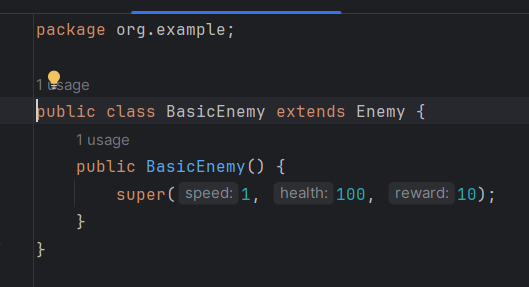 package org.example;
1 usage
public class BasicEnemy extends Enemy {
1 usage
public BasicEnemy() {
super( speed: 1, health: 100, reward: 10);
}
}